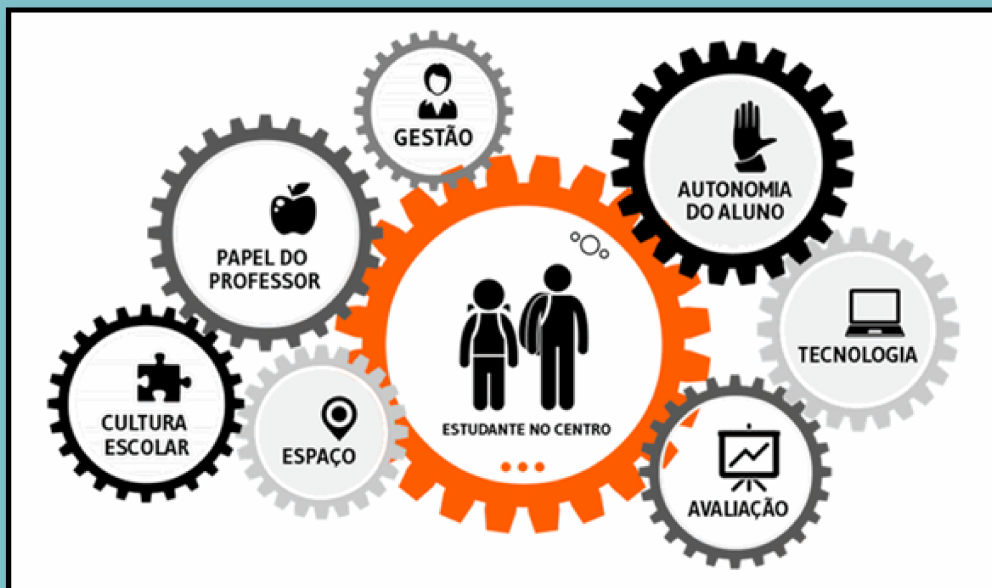 GESTÃO
AUTONOMIA
DO ALUNO
PAPEL DO
PROFESSOR
TECNOLOGIA
CULTURA
ESCOLAR
ESPAÇO
ESTUDANTE NO CENTRO
AVALIAÇÃO